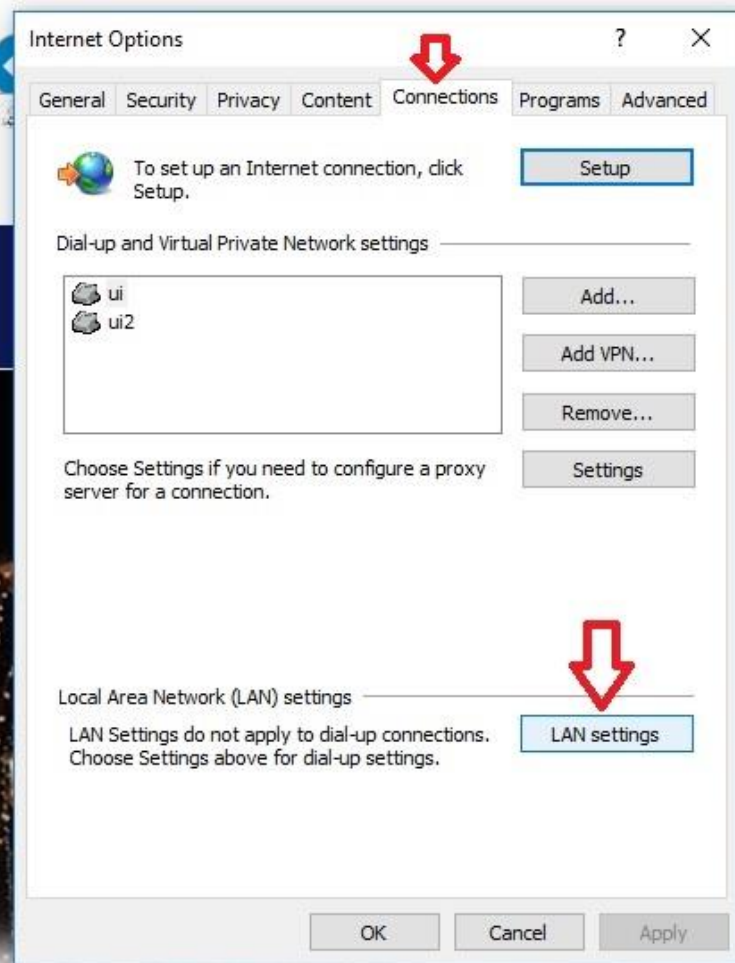 Internet Options
General Security Privacy Content Connections Programs Advanced
To set up an Internet connection, click
Setup.
Setup
Dial-up and Virtual Private Network settings
ui
ui2
Add...
Add VPN...
Remove...
Choose Settings if you need to configure a proxy
server for a connection.
Settings
Local Area Network (LAN) settings
LAN Settings do not apply to dial-up connections.
Choose Settings above for dial-up settings.
LAN settings
OK Cancel Apply